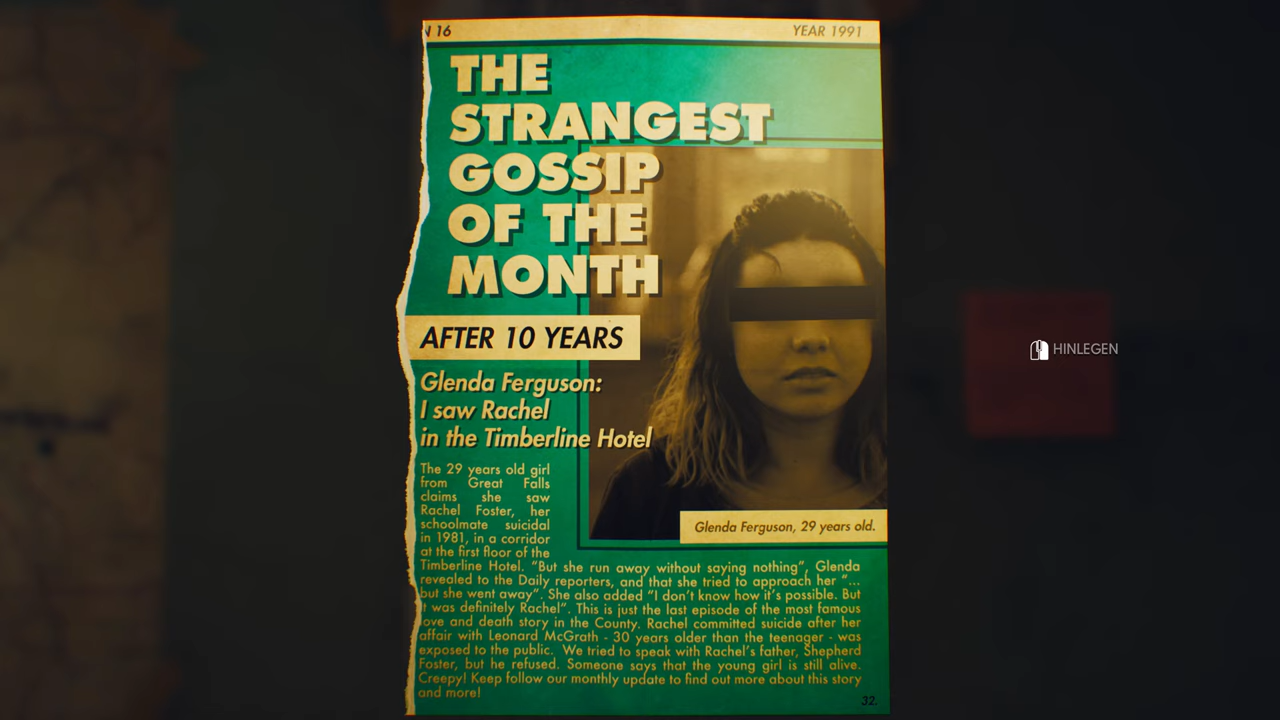 N 16
YEAR 1991
THE
STRANGEST
GOSSIP
OF THE
MONTH
AFTER 10 YEARS
Glenda Ferguson:
I saw Rachel
in the Timberline Hotel
Glenda Ferguson, 29 years old.
The 29 years old girl
from Great Falls
claims she saw
Rachel Foster, her
schoolmate suicidal
in 1981, in a corridor
at the first floor of the
Timberline Hotel. "But she run away without saying nothing", Glenda
revealed to the Daily reporters, and that she tried to approach her "...
but she went away". She also added "I don't know how it's possible. But
it was definitely Rachel". This is just the last episode of the most famous
love and death story in the County. Rachel committed suicide after her
affair with Leonard McGrath - 30 years older than the teenager - was
exposed to the public. We tried to speak with Rachel's father, Shepherd
Foster, but he refused. Someone says that the young girl is still alive.
Creepy! Keep follow our monthly update to find out more about this story
and more!
32.
HINLEGEN